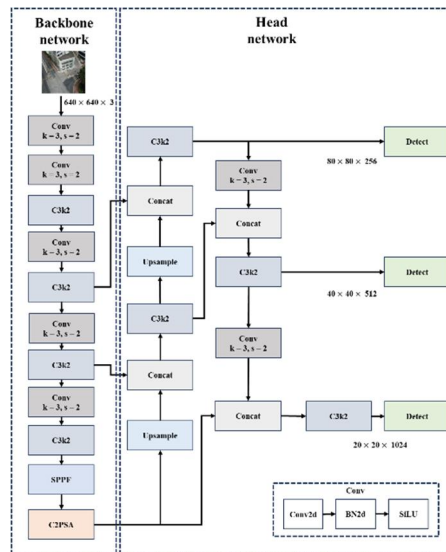 Backbone
network
Head
network
640 × 640 × 3
Conv
k−3, s−2
Conv
k−3, s−2
C3k2
Conv
k−3, s−2
C3k2
Conv
k−3, s−2
C3k2
Conv
k−3, s−2
C3k2
SPPF
C2PSA
C3k2
Concat
Upsample
C3k2
Concat
Upsample
Conv
k−3, s−2
Concat
C3k2
Conv
k−3, s−2
Concat
C3k2
80 × 80 × 256
Detect
40 × 40 × 512
Detect
20 × 20 × 1024
Detect
Conv
Conv2d
BN2d
SiLU